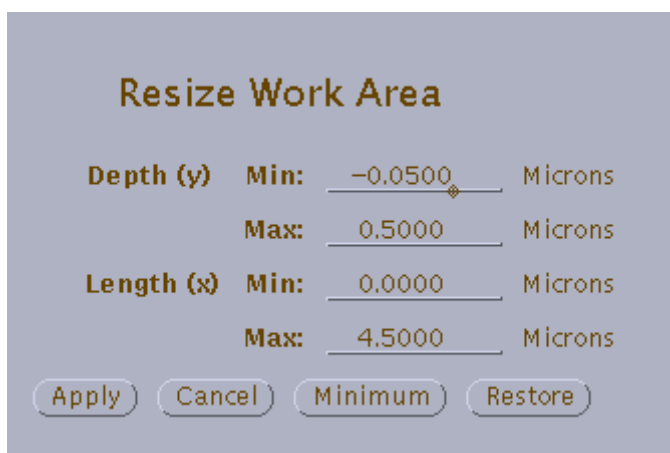 Resize Work Area
Depth (y) Min: −0.0500 Microns
Max: 0.5000 Microns
Length (x) Min: 0.0000 Microns
Max: 4.5000 Microns
Apply Cancel Minimum Restore